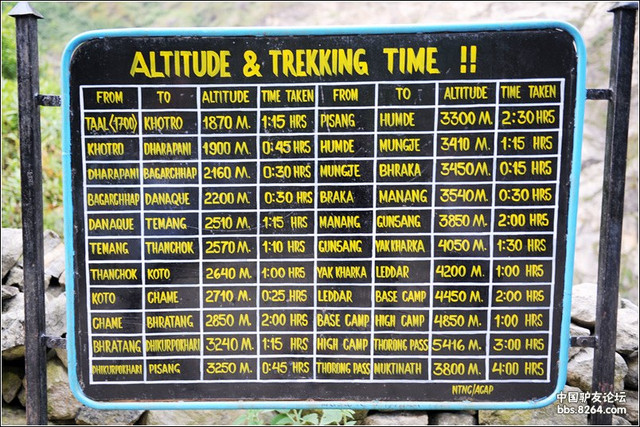 ALTITUDE & TREKKING TIME !!
FROM TO ALTITUDE TIME TAKEN FROM TO ALTITUDE TIME TAKEN
TAAL(1700) KHOTRO 1870 M. 1:15 HRS PISANG HUMDE 3300 M. 2:30 HRS
KHOTRO DHARAPANI 1900 M. 0:45 HRS HUMDE MUNGJE 3410 M. 1:15 HRS
DHARAPANI BAGARCHHAP 2160 M. 0:30 HRS MUNGJE BHRAKA 3450M. 0:15 HRS
BAGARCHHAP DANAQUE 2200 M. 0:30 HRS BRAKA MANANG 3540M. 0:30 HRS
DANAQUE TEMANG 2510 M. 1:15 HRS MANANG GUNSANG 3850 M. 2:00 HRS
TEMANG THANCHOK 2570 M. 1:10 HRS GUNSANG YAK KHARKA 4050 M. 1:30 HRS
THANCHOK KOTO 2640 M. 1:00 HRS YAK KHARKA LEDDAR 4200 M. 1:00 HRS
KOTO CHAME 2710 M. 0:25 HRS LEDDAR BASE CAMP 4450 M. 2:00 HRS
CHAME BHRATANG 2850 M. 2:00 HRS BASE CAMP HIGH CAMP 4850 M. 1:00 HRS
BHRATANG DHIKURPOKHARI 3240 M. 1:15 HRS HIGH CAMP THORONG PASS 5416 M. 3:00 HRS
DHIKURPOKHARI PISANG 3250 M. 0:45 HRS THORONG PASS MUKTINATH 3800 M. 4:00 HRS
NTNC/ACAP
中国驴友论坛
bbs.8264.com